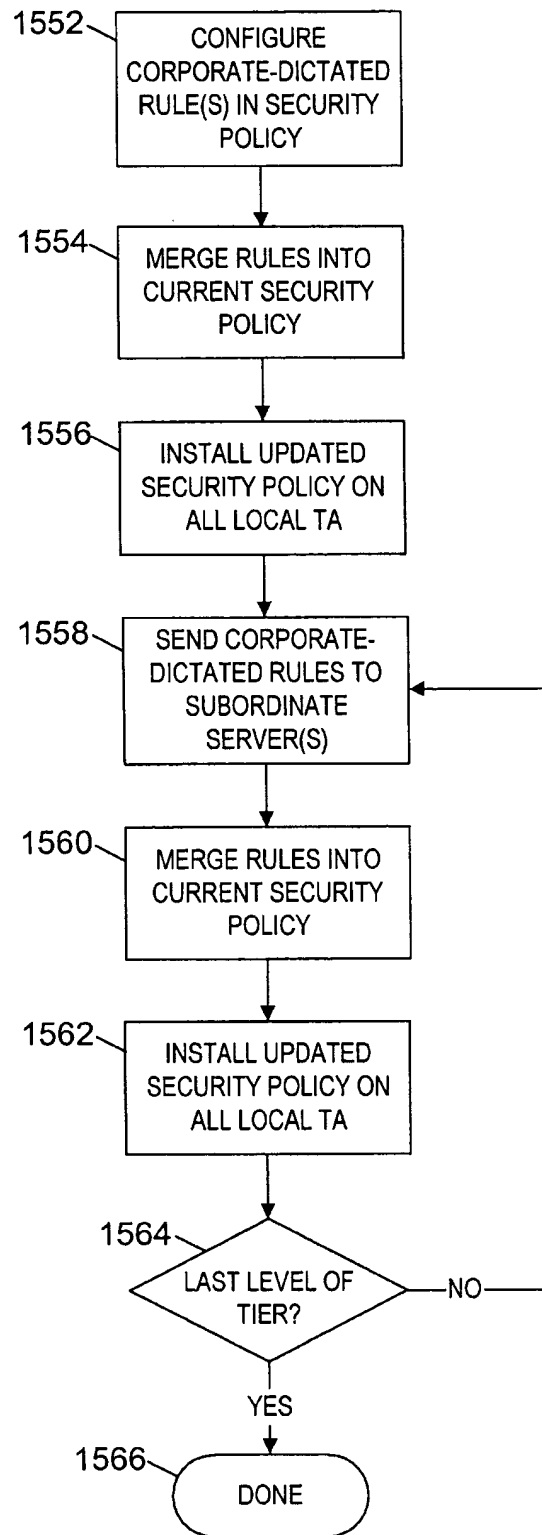 1552
CONFIGURE
CORPORATE-DICTATED
RULE(S) IN SECURITY
POLICY
1554
MERGE RULES INTO
CURRENT SECURITY
POLICY
1556
INSTALL UPDATED
SECURITY POLICY ON
ALL LOCAL TA
1558
SEND CORPORATE-
DICTATED RULES TO
SUBORDINATE
SERVER(S)
1560
MERGE RULES INTO
CURRENT SECURITY
POLICY
1562
INSTALL UPDATED
SECURITY POLICY ON
ALL LOCAL TA
1564
LAST LEVEL OF
TIER?
NO
YES
1566
DONE